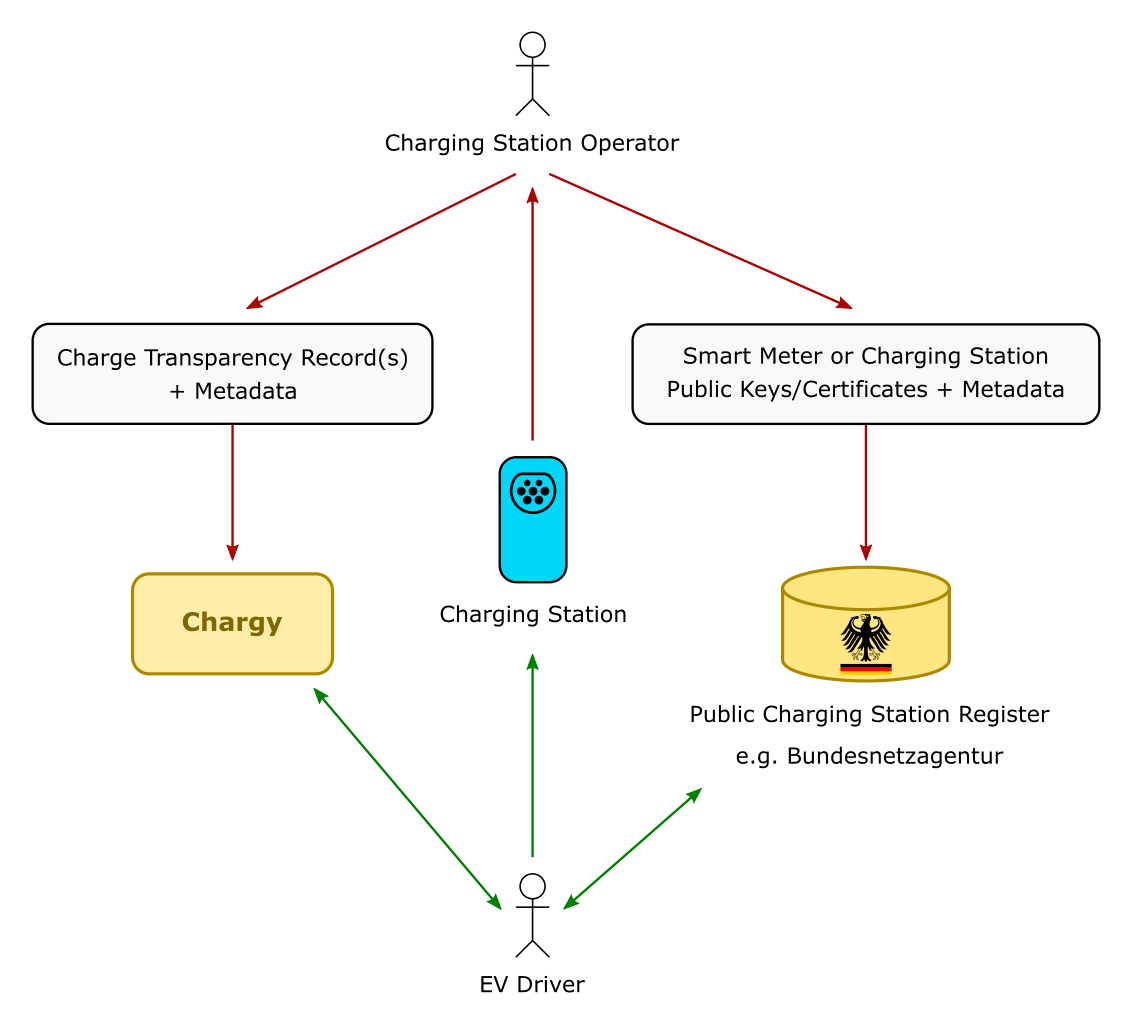 Charging Station Operator
Charge Transparency Record(s)
+ Metadata
Smart Meter or Charging Station
Public Keys/Certificates + Metadata
Chargy
Charging Station
Public Charging Station Register
e.g. Bundesnetzagentur
EV Driver